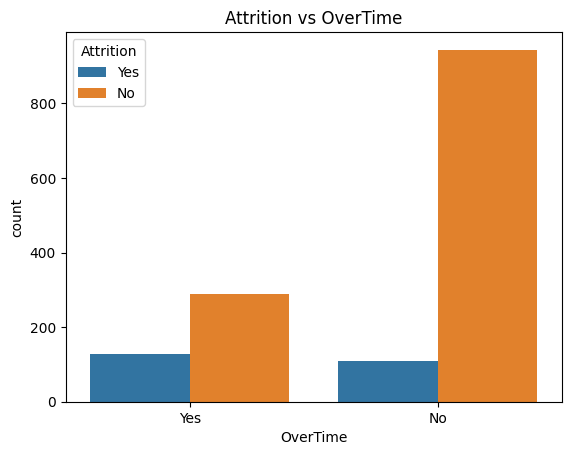 Attrition vs OverTime
Attrition
Yes
No
800
600
400
200
0
count
Yes
No
OverTime